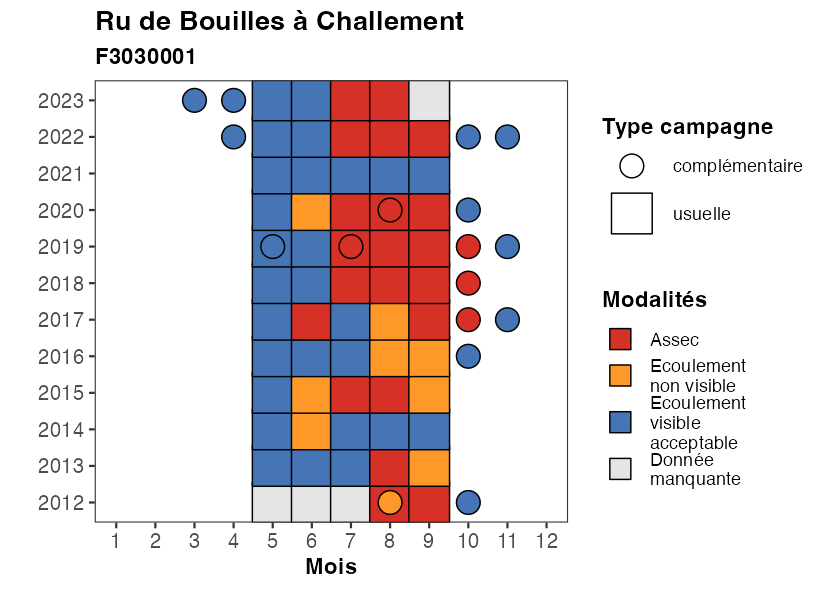 Ru de Bouilles à Challement
F3030001
2023
2022
2021
2020
2019
2018
2017
2016
2015
2014
2013
2012
1 2 3 4 5 6 7 8 9 10 11 12
Mois
Type campagne
complémentaire
usuelle
Modalités
Assec
Ecoulement
non visible
Ecoulement
visible
acceptable
Donnée
manquante